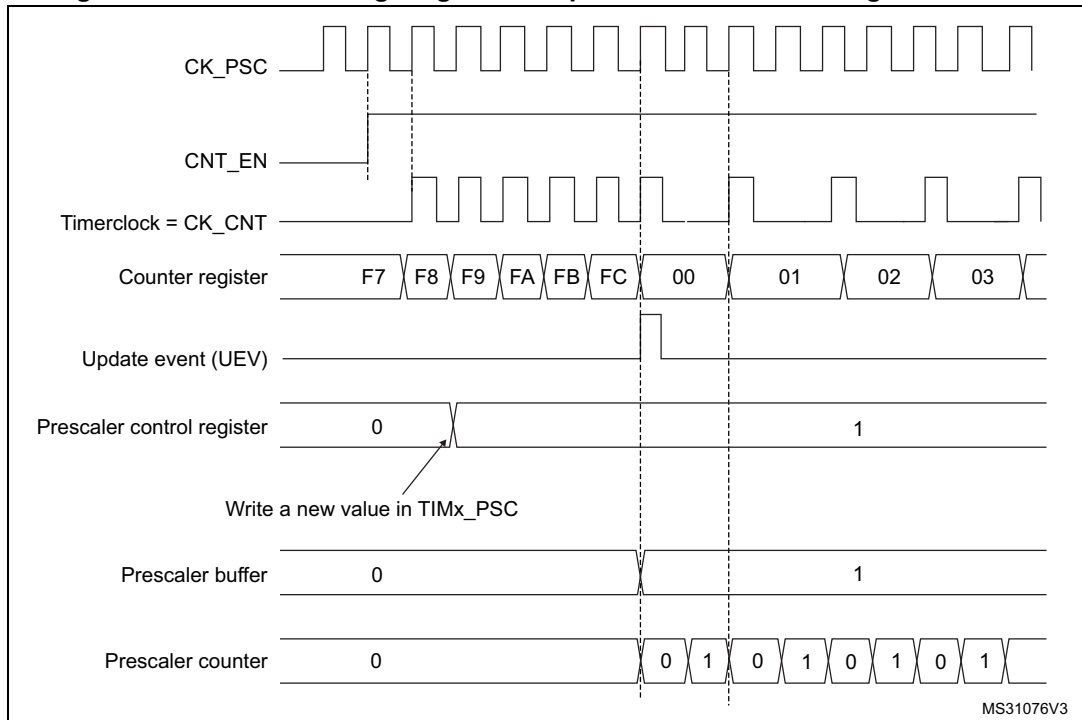 CK_PSC
CNT_EN
Timerclock = CK_CNT
Counter register F7 F8 F9 FA FB FC 00 01 02 03
Update event (UEV)
Prescaler control register 0 1
Write a new value in TIMx_PSC
Prescaler buffer 0 1
Prescaler counter 0 0 1 0 1 0 1 0 1
MS31076V3